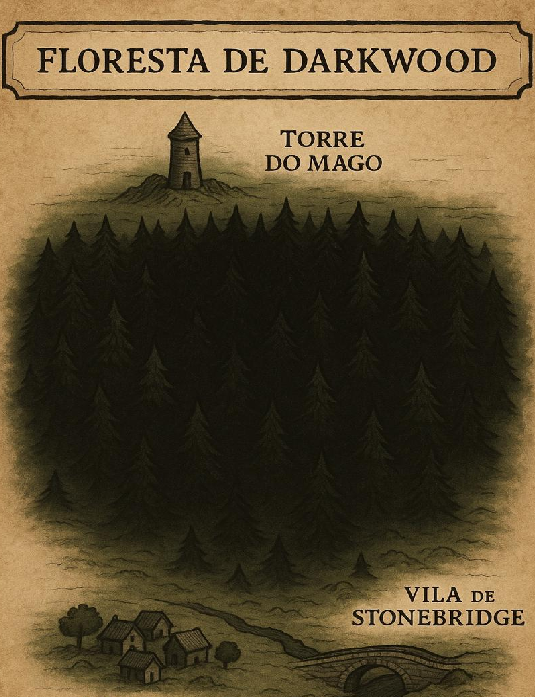 FLORESTA DE DARKWOOD
TORRE
DO MAGO
VILA DE
STONEBRIDGE